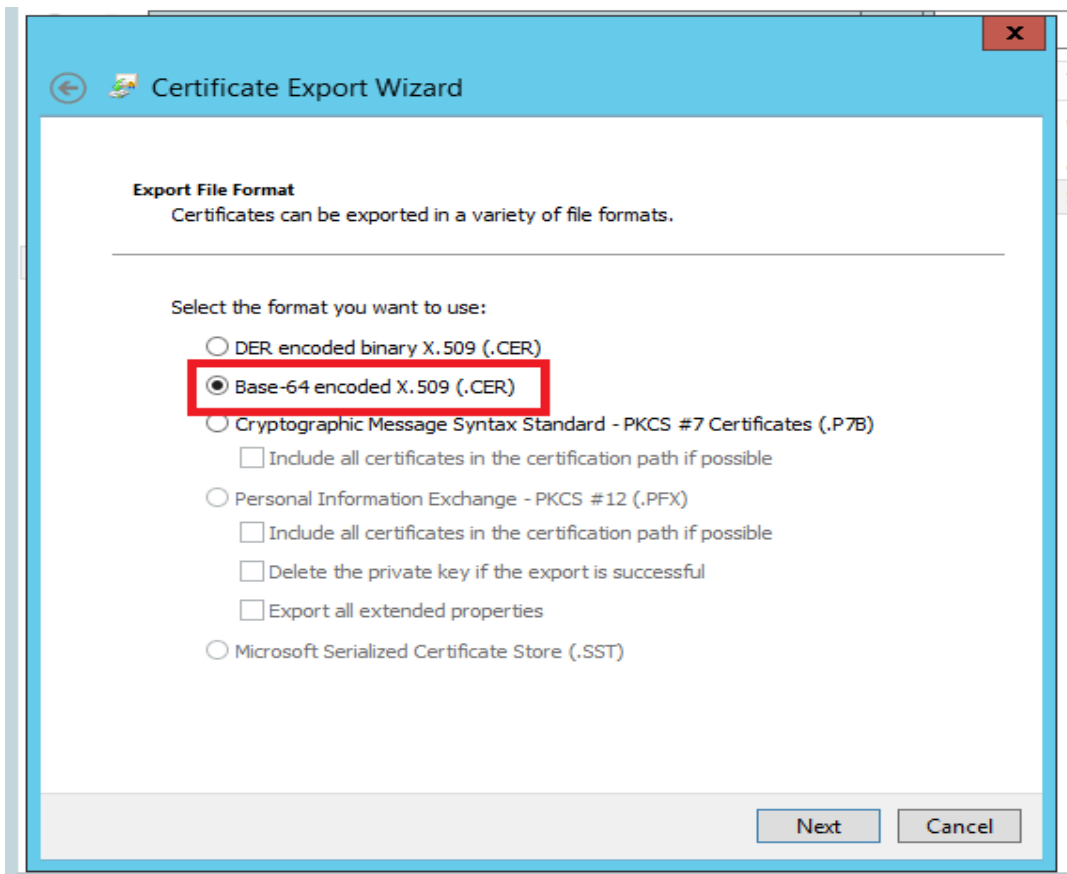 x
Certificate Export Wizard
Export File Format
Certificates can be exported in a variety of file formats.
Select the format you want to use:
DER encoded binary X.509 (.CER)
Base-64 encoded X.509 (.CER)
Cryptographic Message Syntax Standard - PKCS #7 Certificates (.P7B)
Include all certificates in the certification path if possible
Personal Information Exchange - PKCS #12 (.PFX)
Include all certificates in the certification path if possible
Delete the private key if the export is successful
Export all extended properties
Microsoft Serialized Certificate Store (.SST)
Next Cancel